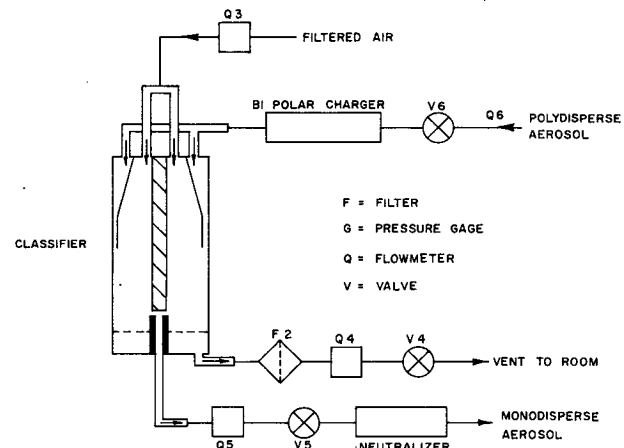 Q3
FILTERED AIR
BI POLAR CHARGER
V6
Q6
POLYDISPERSE
AEROSOL
F = FILTER
G = PRESSURE GAGE
Q = FLOWMETER
V = VALVE
CLASSIFIER
F2
Q4
V4
VENT TO ROOM
MONODISPERSE
AEROSOL
Q5
V5
NEUTRALIZER